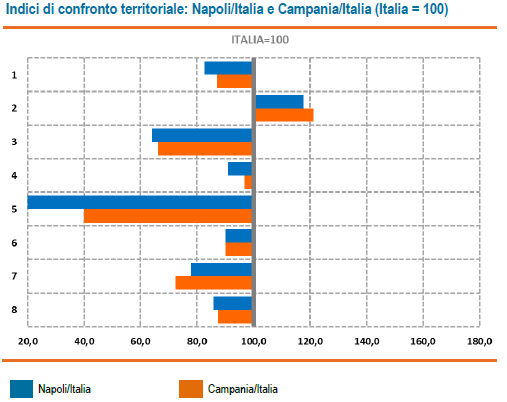 Indici di confronto territoriale: Napoli/Italia e Campania/Italia (Italia = 100)
ITALIA=100
1
2
3
4
5
6
7
8
20,0 40,0 60,0 80,0 100,0 120,0 140,0 160,0 180,0
Napoli/Italia Campania/Italia